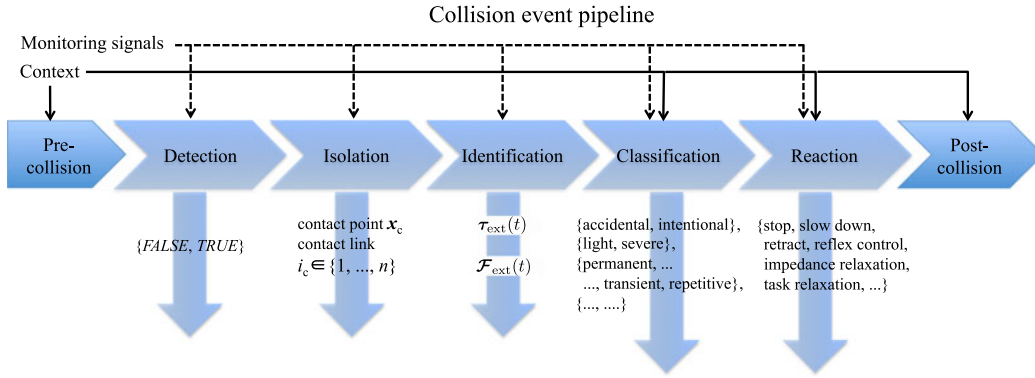 Collision event pipeline
Monitoring signals
Context
Pre-
collision
Detection
Isolation
Identification
Classification
Reaction
Post-
collision
{FALSE, TRUE}
contact point x_c
contact link
i_c ∈ {1, ..., n}
τ_ext(t)
𝓕_ext(t)
{accidental, intentional},
{light, severe},
{permanent, ...
..., transient, repetitive},
{..., ....}
{stop, slow down,
retract, reflex control,
impedance relaxation,
task relaxation, ...}